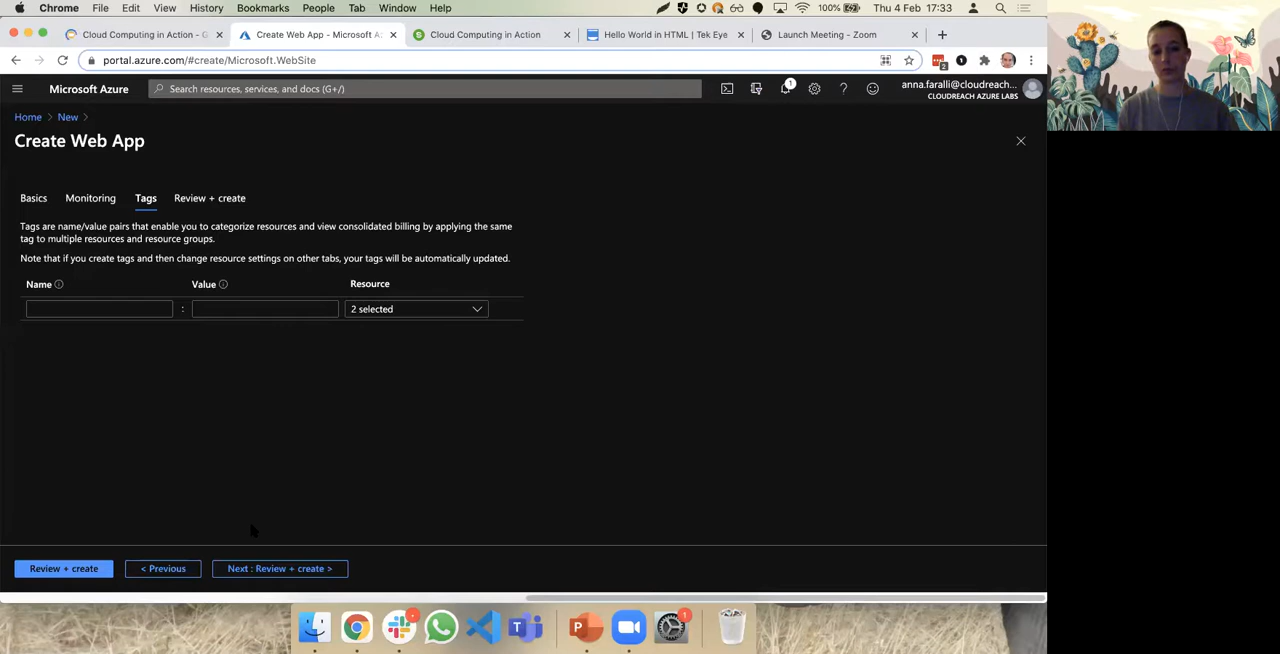 Chrome File Edit View History Bookmarks People Tab Window Help 100% Thu 4 Feb 17:33
Cloud Computing in Action - G
Create Web App - Microsoft A
Cloud Computing in Action
Hello World in HTML | Tek Eye
Launch Meeting - Zoom
portal.azure.com/#create/Microsoft.WebSite
2
Microsoft Azure
Search resources, services, and docs (G+/)
1
anna.faralli@cloudreach...
CLOUDREACH AZURE LABS
Home > New >
Create Web App
Basics Monitoring Tags Review + create
Tags are name/value pairs that enable you to categorize resources and view consolidated billing by applying the same
tag to multiple resources and resource groups.
Note that if you create tags and then change resource settings on other tabs, your tags will be automatically updated.
Name Value Resource
: 2 selected
Review + create < Previous Next : Review + create >
P
1